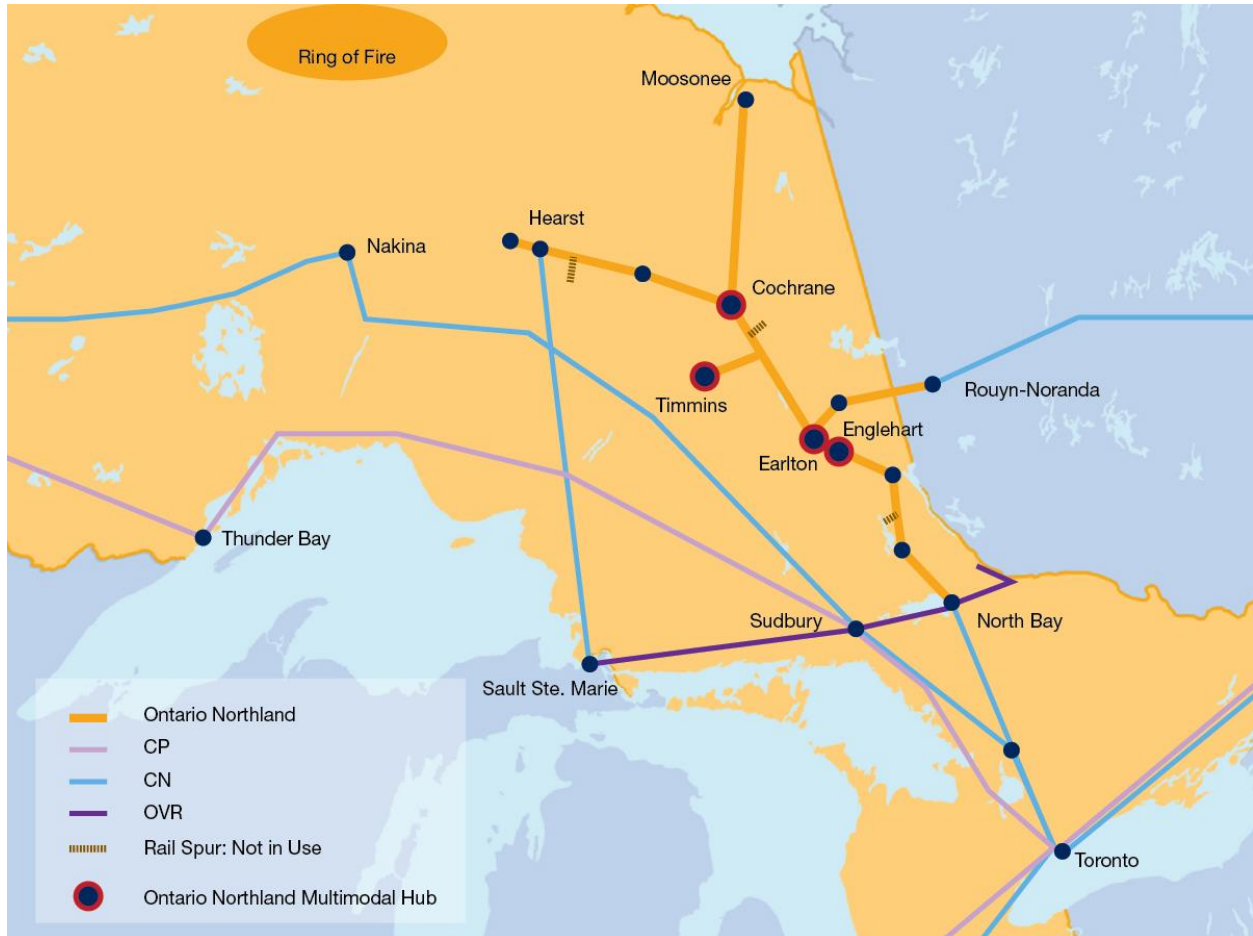 Ring of Fire
Moosonee
Hearst
Nakina
Cochrane
Timmins
Rouyn-Noranda
Englehart
Earlton
Thunder Bay
Sudbury
North Bay
Sault Ste. Marie
Toronto
Ontario Northland
CP
CN
OVR
Rail Spur: Not in Use
Ontario Northland Multimodal Hub